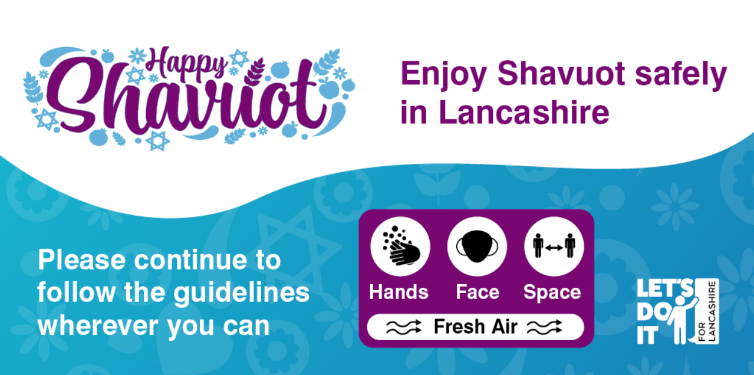 Happy
Shavuot
Enjoy Shavuot safely
in Lancashire
Please continue to
follow the guidelines
wherever you can
Hands Face Space
Fresh Air
LET'S
DO
IT
FOR
LANCASHIRE